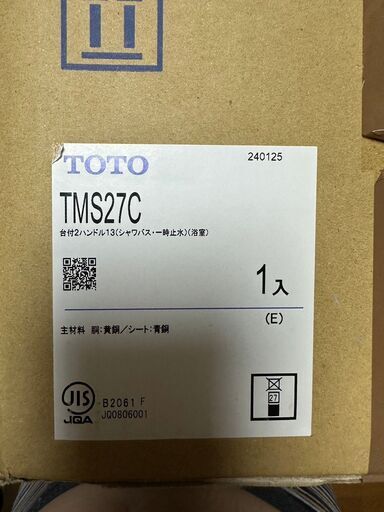 TOTO
240125
TMS27C
台付2ハンドル13(シャワバス・一時止水)(浴室)
1入
(E)
主材料 胴:黄銅/シート:青銅
JIS
JQA
B2061 F
JQ0806001
27